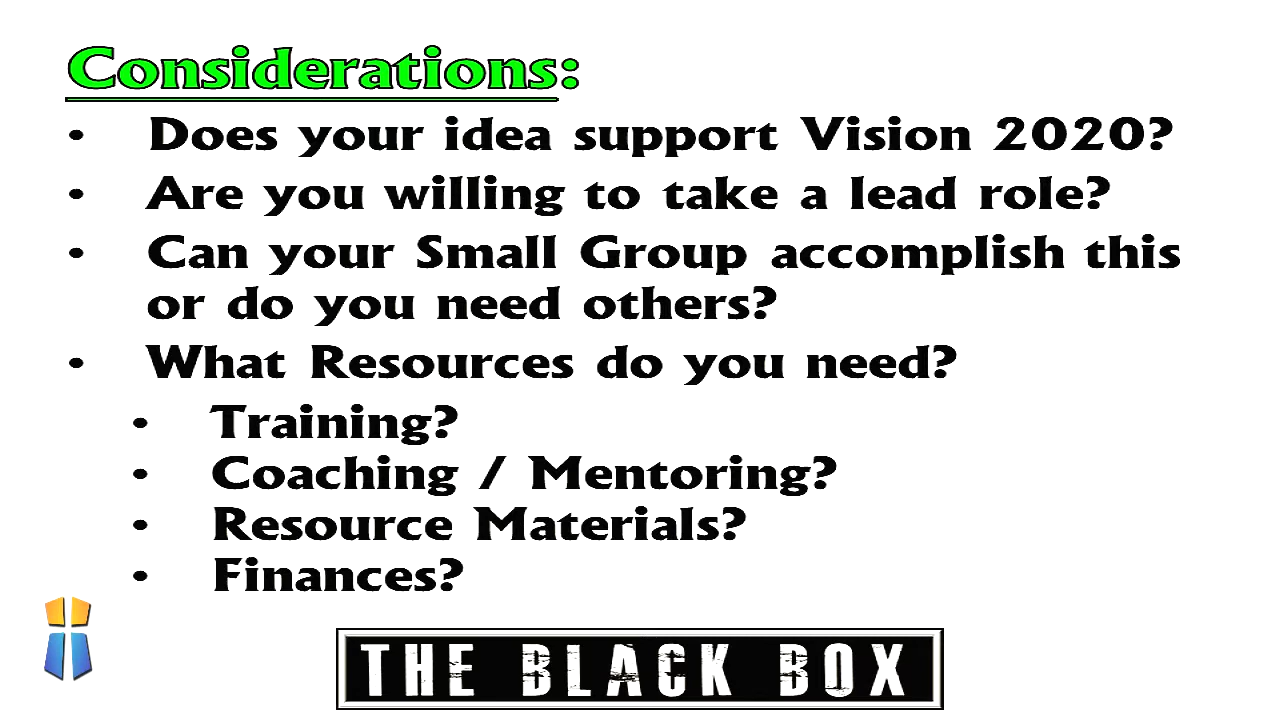 Considerations:
• Does your idea support Vision 2020?
• Are you willing to take a lead role?
• Can your Small Group accomplish this
or do you need others?
• What Resources do you need?
• Training?
• Coaching / Mentoring?
• Resource Materials?
• Finances?
THE BLACK BOX